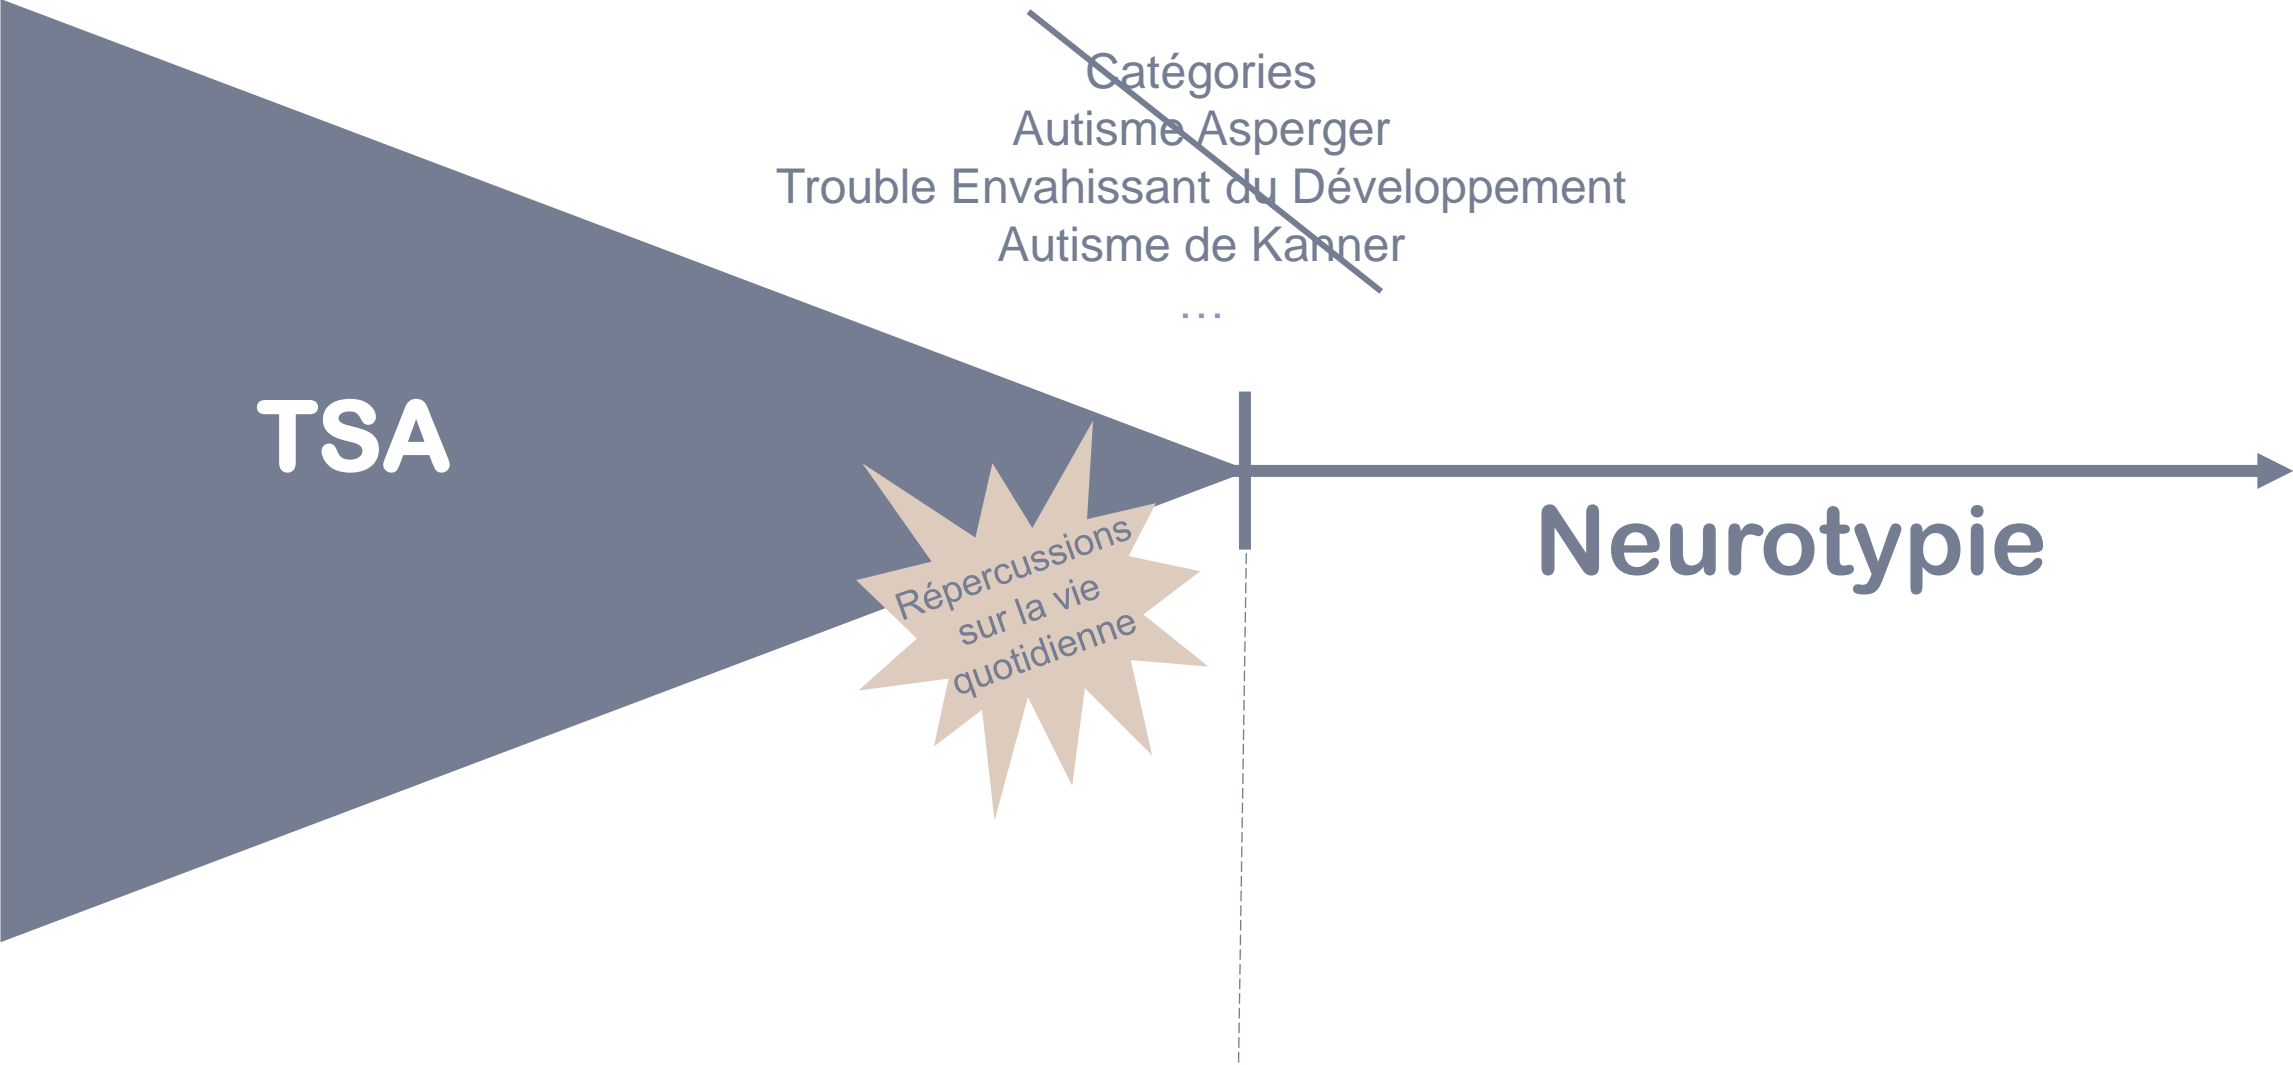 Catégories
Autisme Asperger
Trouble Envahissant du Développement
Autisme de Kanner
…
TSA
Neurotypie
Répercussions
sur la vie
quotidienne